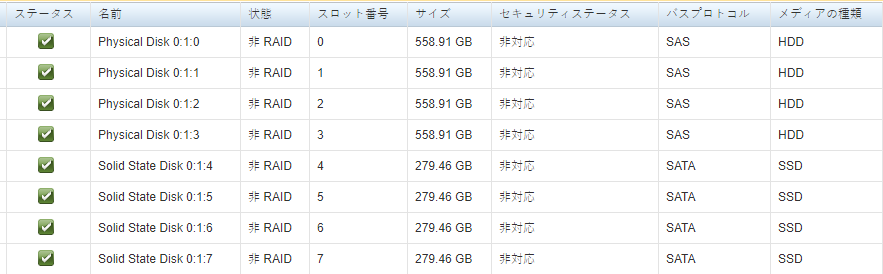 ステータス 名前 状態 スロット番号 サイズ セキュリティステータス バスプロトコル メディアの種類
Physical Disk 0:1:0 非 RAID 0 558.91 GB 非対応 SAS HDD
Physical Disk 0:1:1 非 RAID 1 558.91 GB 非対応 SAS HDD
Physical Disk 0:1:2 非 RAID 2 558.91 GB 非対応 SAS HDD
Physical Disk 0:1:3 非 RAID 3 558.91 GB 非対応 SAS HDD
Solid State Disk 0:1:4 非 RAID 4 279.46 GB 非対応 SATA SSD
Solid State Disk 0:1:5 非 RAID 5 279.46 GB 非対応 SATA SSD
Solid State Disk 0:1:6 非 RAID 6 279.46 GB 非対応 SATA SSD
Solid State Disk 0:1:7 非 RAID 7 279.46 GB 非対応 SATA SSD